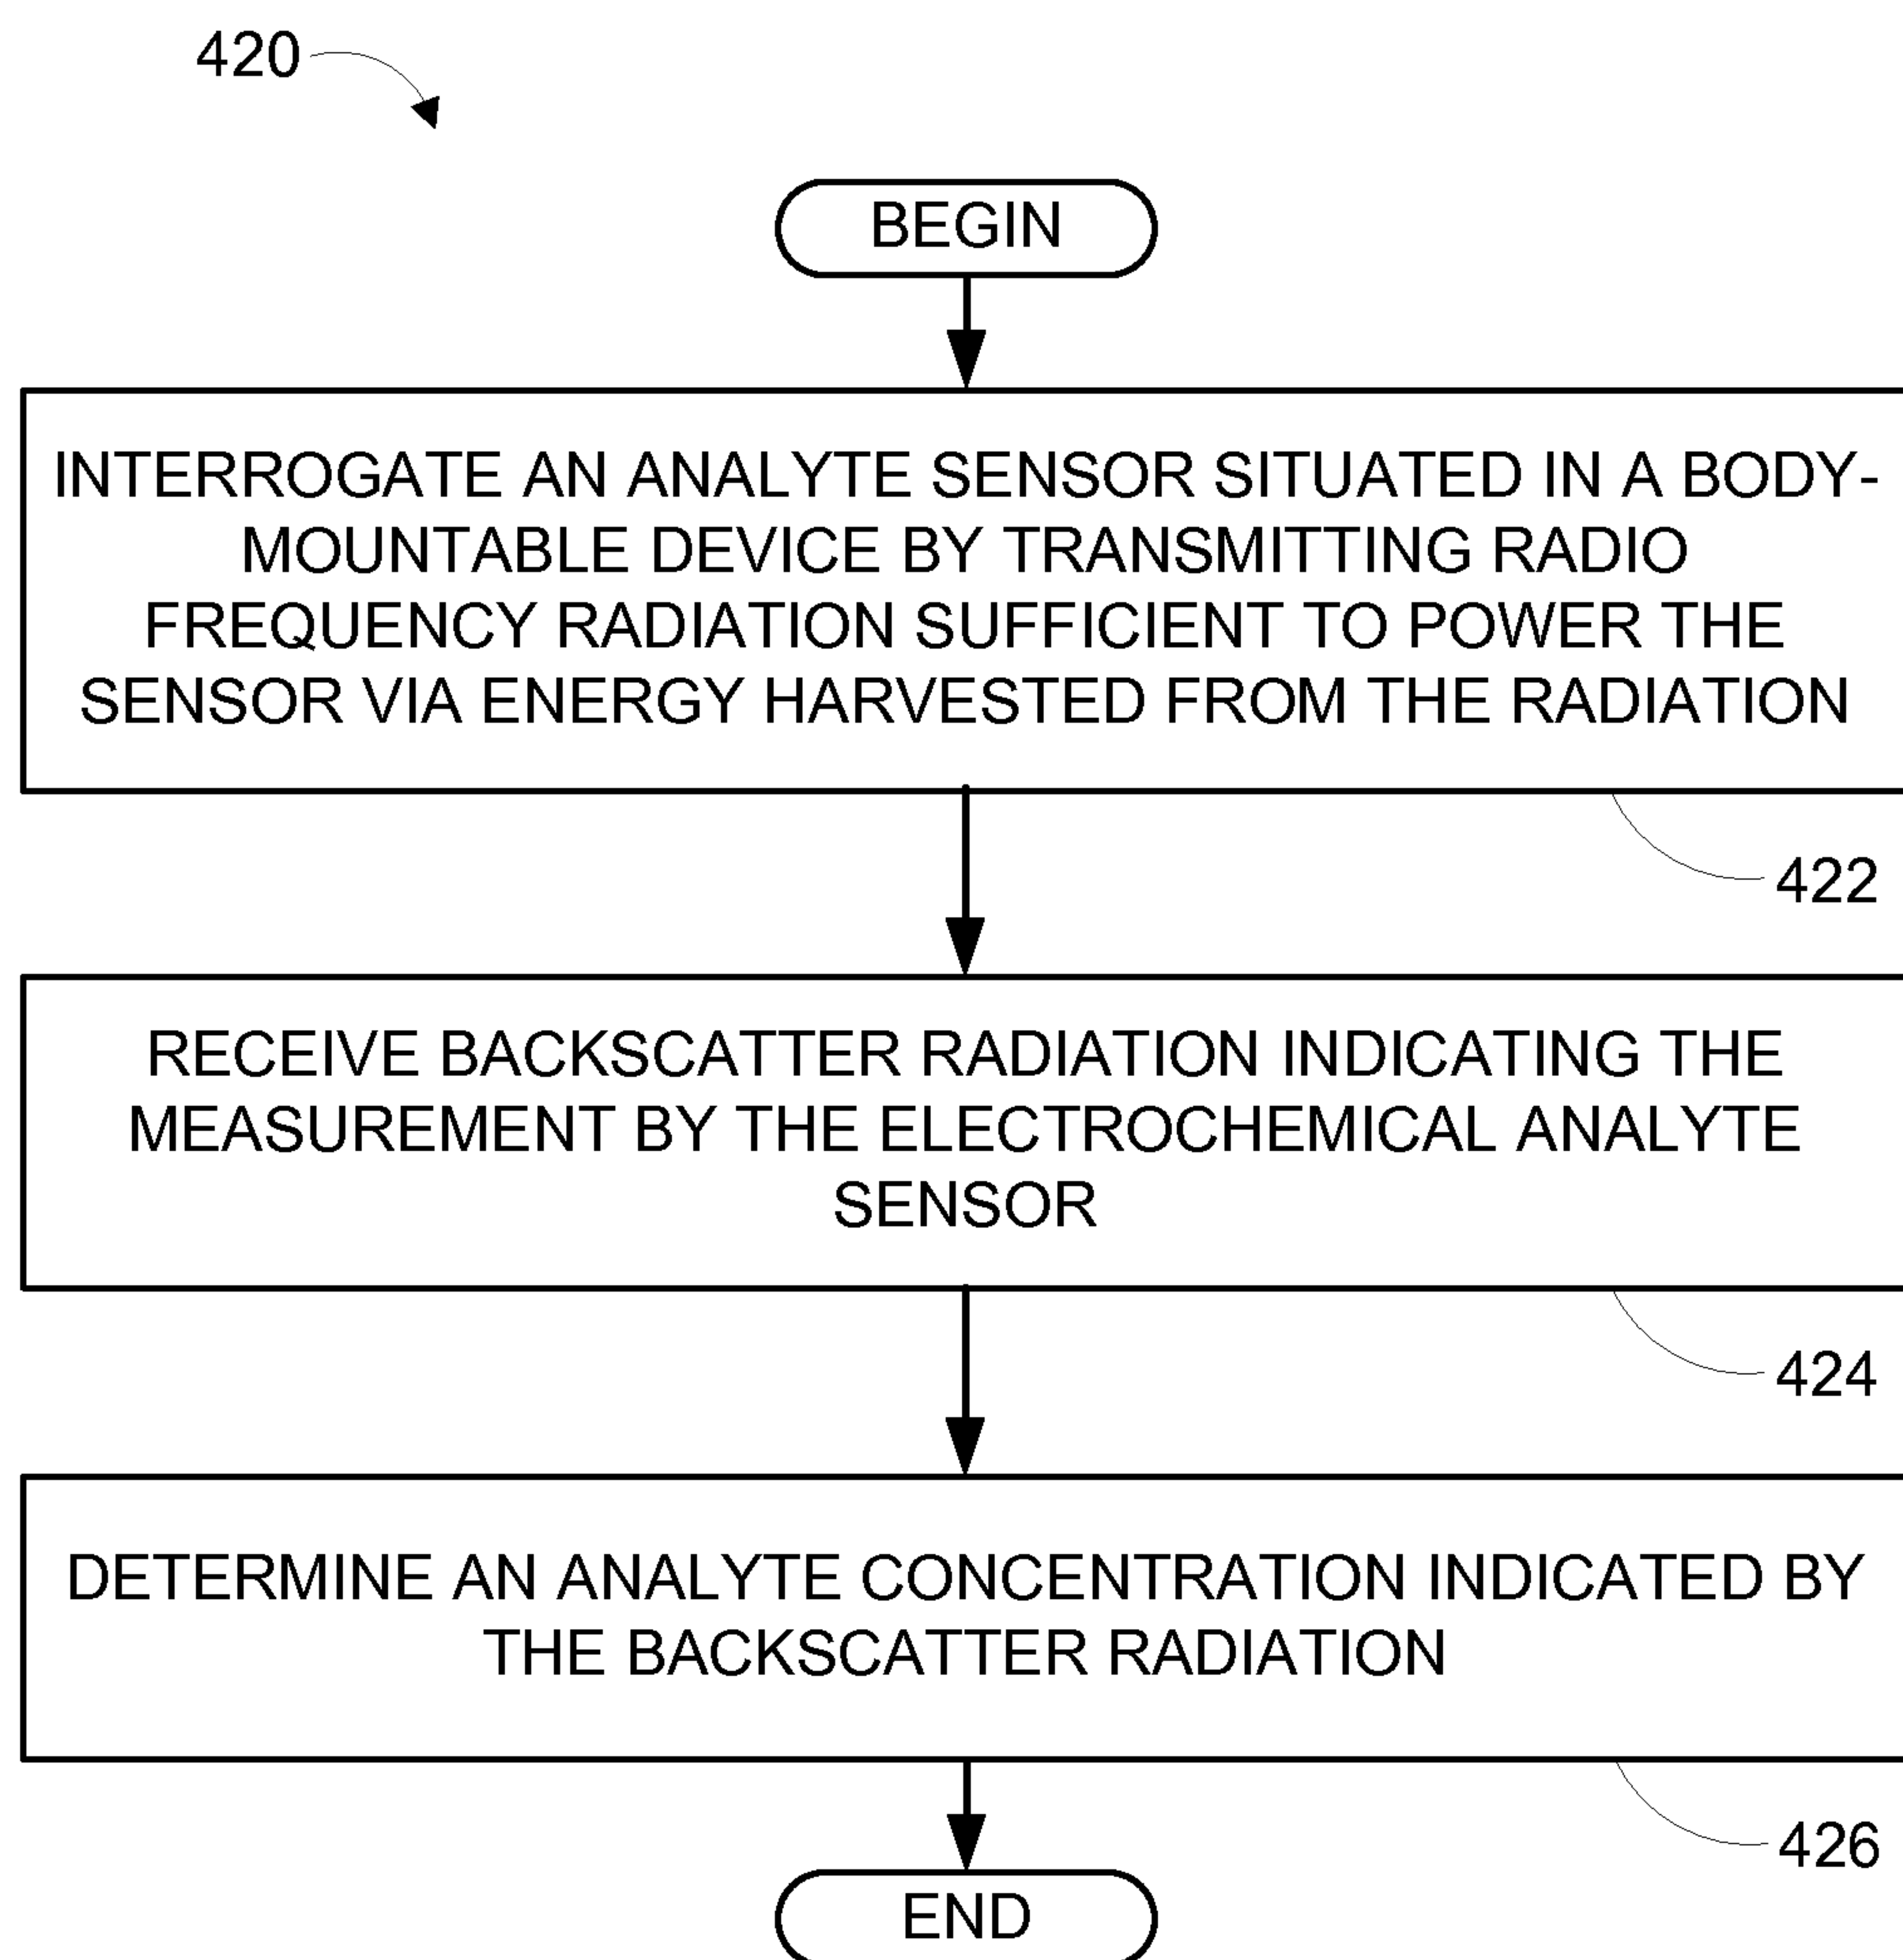 420
BEGIN
INTERROGATE AN ANALYTE SENSOR SITUATED IN A BODY-
MOUNTABLE DEVICE BY TRANSMITTING RADIO
FREQUENCY RADIATION SUFFICIENT TO POWER THE
SENSOR VIA ENERGY HARVESTED FROM THE RADIATION
422
RECEIVE BACKSCATTER RADIATION INDICATING THE
MEASUREMENT BY THE ELECTROCHEMICAL ANALYTE
SENSOR
424
DETERMINE AN ANALYTE CONCENTRATION INDICATED BY
THE BACKSCATTER RADIATION
426
END